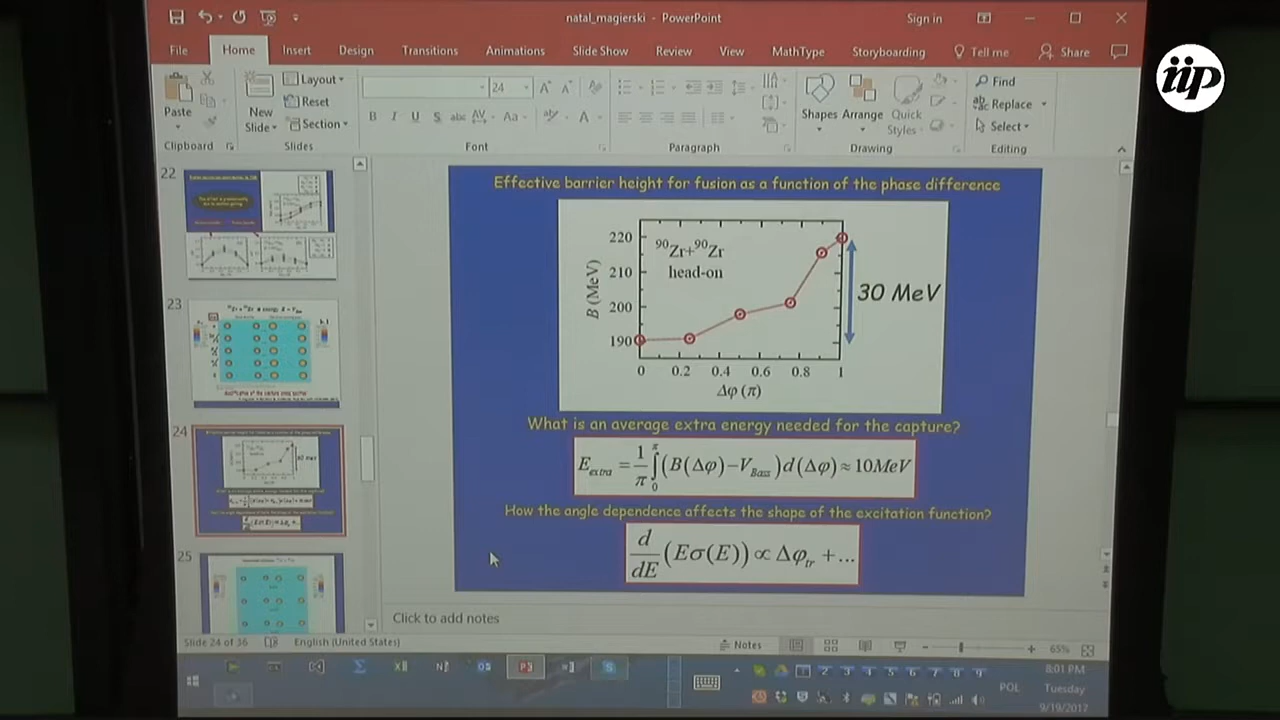 natal_magierski - PowerPoint
Sign in
iip
File Home Insert Design Transitions Animations Slide Show Review View MathType Storyboarding Tell me Share
Paste
New Slide
Layout
Reset
Section
24
B I U S abc AV Aa A
Shapes Arrange Quick Styles
Find
Replace
Select
Clipboard Slides Font Paragraph Drawing Editing
22
23
24
25
Effective barrier height for fusion as a function of the phase difference
B (MeV)
220
210
200
190
⁹⁰Zr+⁹⁰Zr
head-on
30 MeV
0 0.2 0.4 0.6 0.8 1
Δφ (π)
What is an average extra energy needed for the capture?
E_extra = 1/π ∫₀^π (B(Δφ) − V_Bass) d(Δφ) ≈ 10MeV
How the angle dependence affects the shape of the excitation function?
d/dE (Eσ(E)) ∝ Δφ_tr + ...
Click to add notes
Slide 24 of 36 English (United States) Notes 65%
8:01 PM
POL Tuesday
9/19/2017